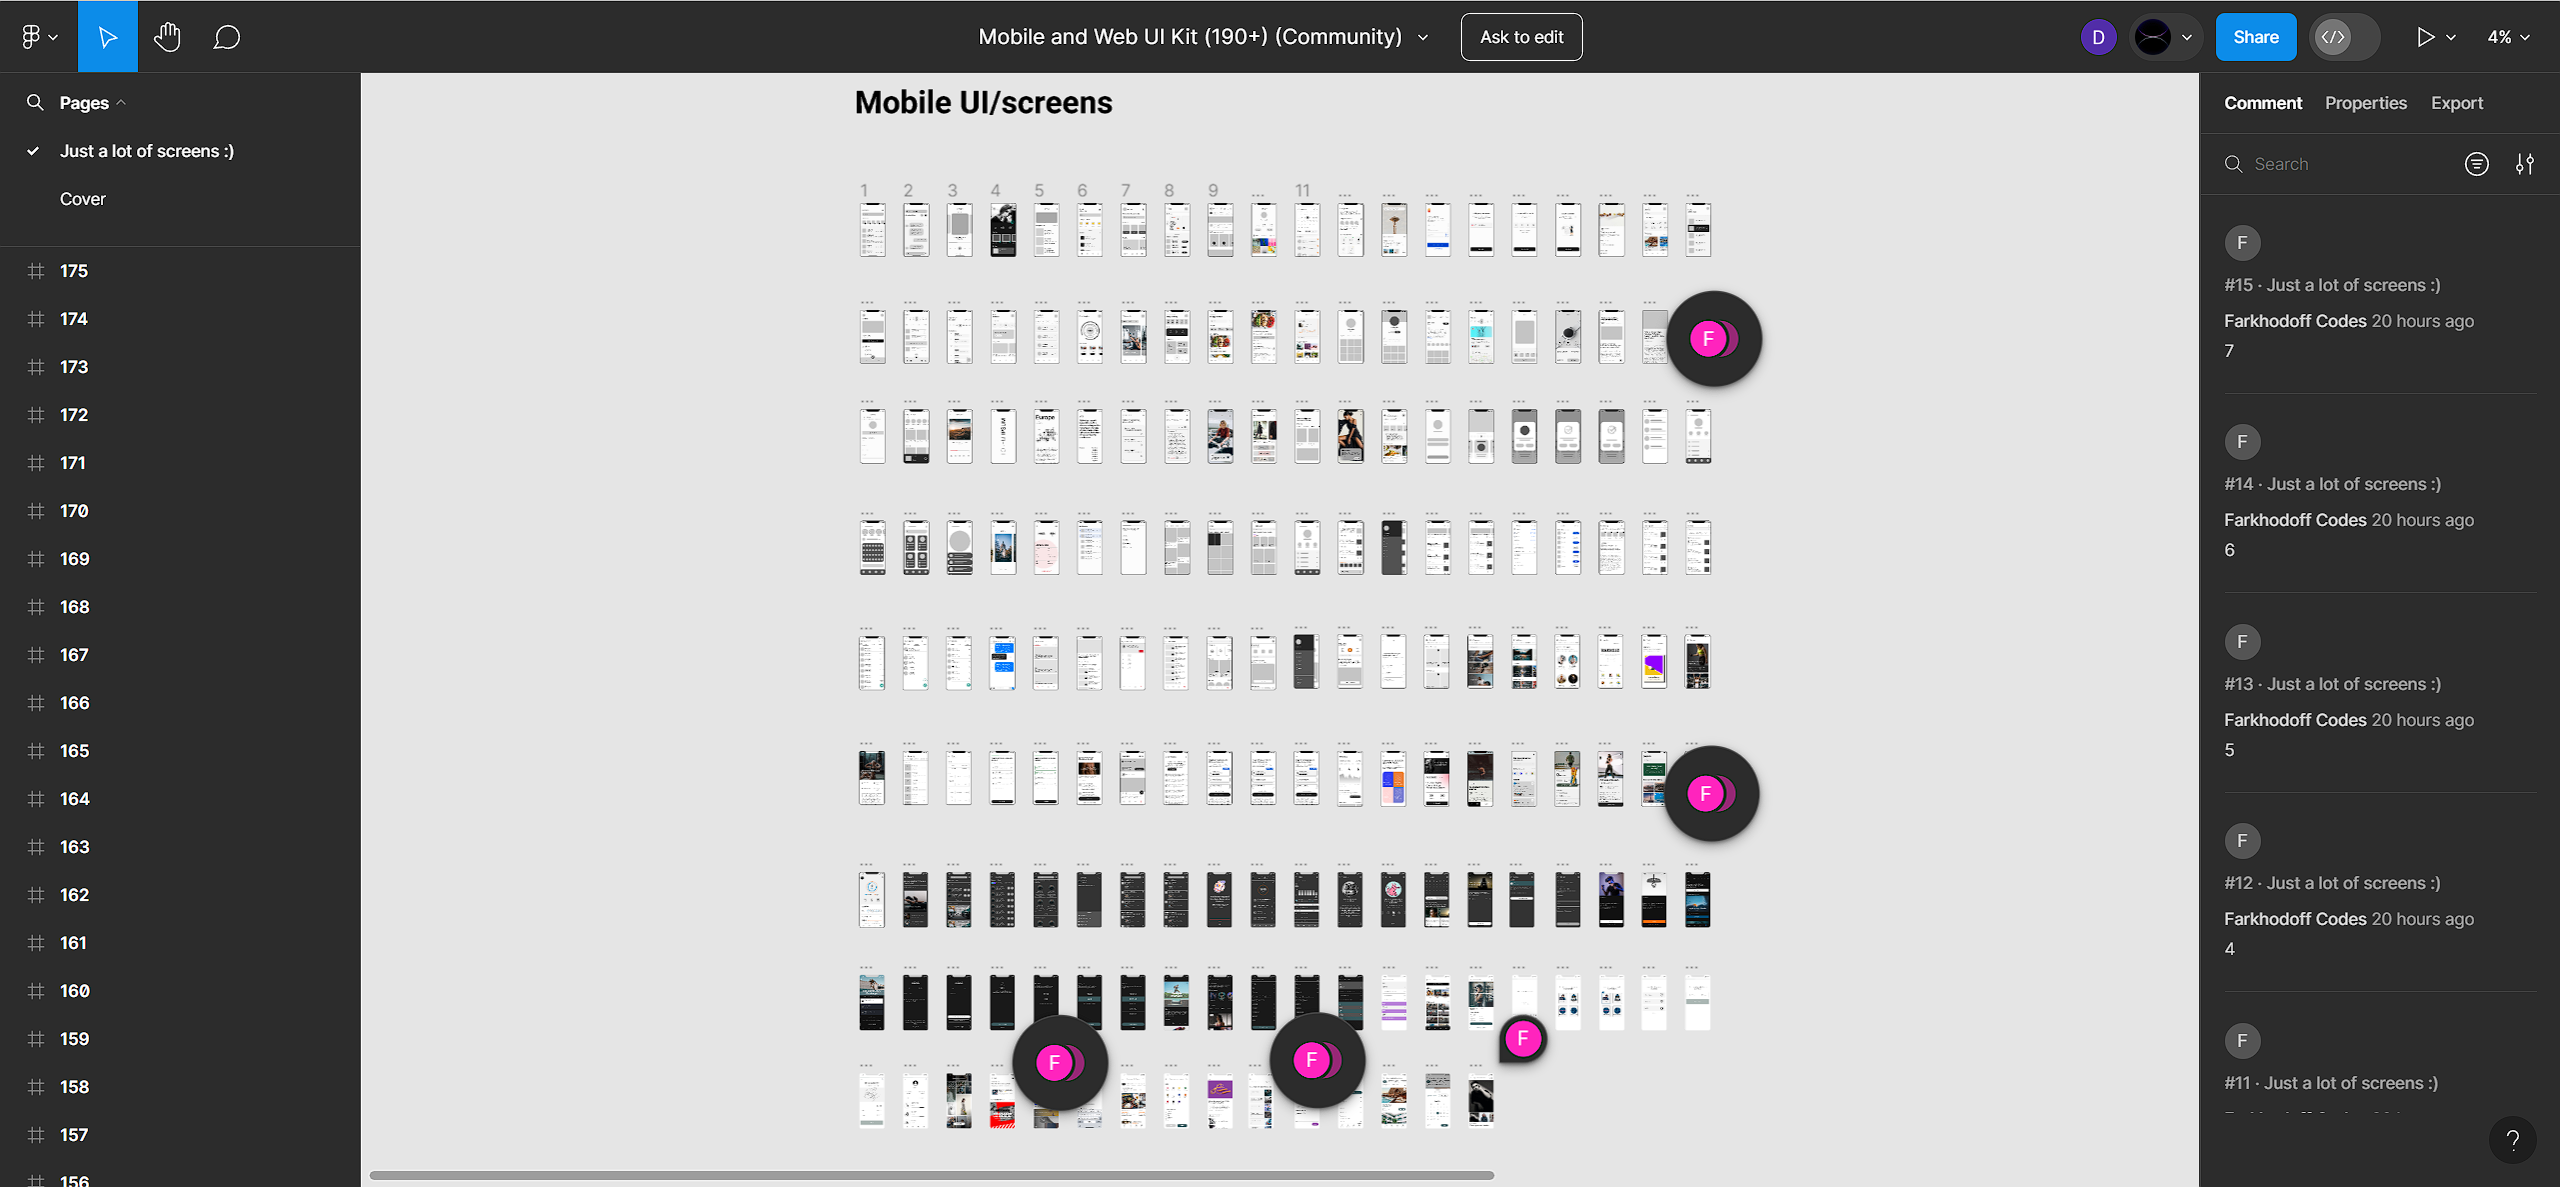 Mobile and Web UI Kit (190+) (Community)
Ask to edit
D
Share
4%
Pages
Just a lot of screens :)
Cover
175
174
173
172
171
170
169
168
167
166
165
164
163
162
161
160
159
158
157
156
Mobile UI/screens
1 2 3 4 5 6 7 8 9 ... 11
F
Europe
F
F
F
F
Comment Properties Export
Search
F
#15 · Just a lot of screens :)
Farkhodoff Codes 20 hours ago
7
F
#14 · Just a lot of screens :)
Farkhodoff Codes 20 hours ago
6
F
#13 · Just a lot of screens :)
Farkhodoff Codes 20 hours ago
5
F
#12 · Just a lot of screens :)
Farkhodoff Codes 20 hours ago
4
F
#11 · Just a lot of screens :)
?